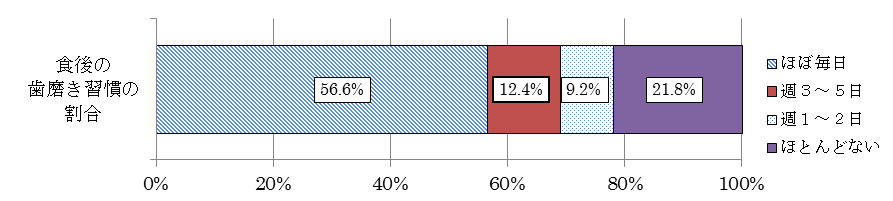 食後の
歯磨き習慣の
割合
56.6%
12.4%
9.2%
21.8%
ほぼ毎日
週３～５日
週１～２日
ほとんどない
0%
20%
40%
60%
80%
100%